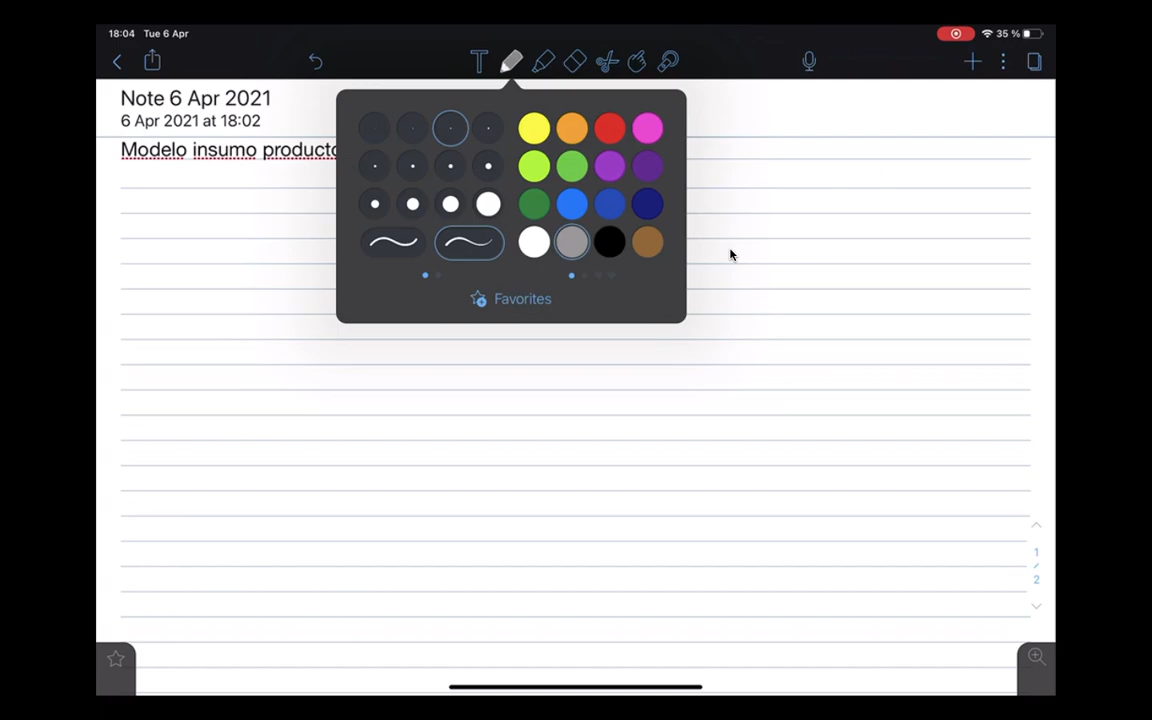 18:04 Tue 6 Apr 35 %
T
Note 6 Apr 2021
6 Apr 2021 at 18:02
Modelo insumo producto
Favorites
1
/
2